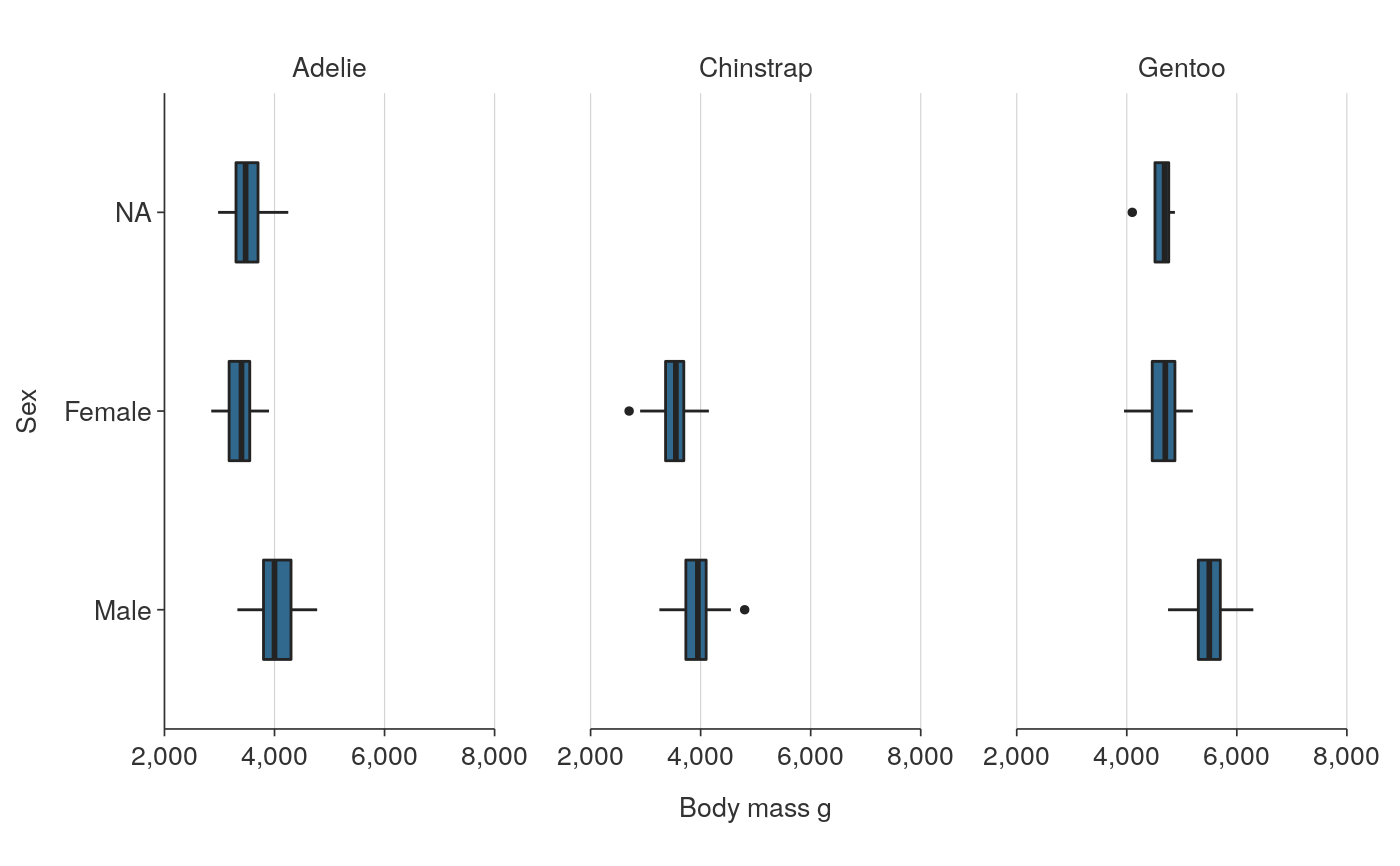 Adelie Chinstrap Gentoo
NA
Female
Male
Sex
2,000 4,000 6,000 8,000 2,000 4,000 6,000 8,000 2,000 4,000 6,000 8,000
Body mass g